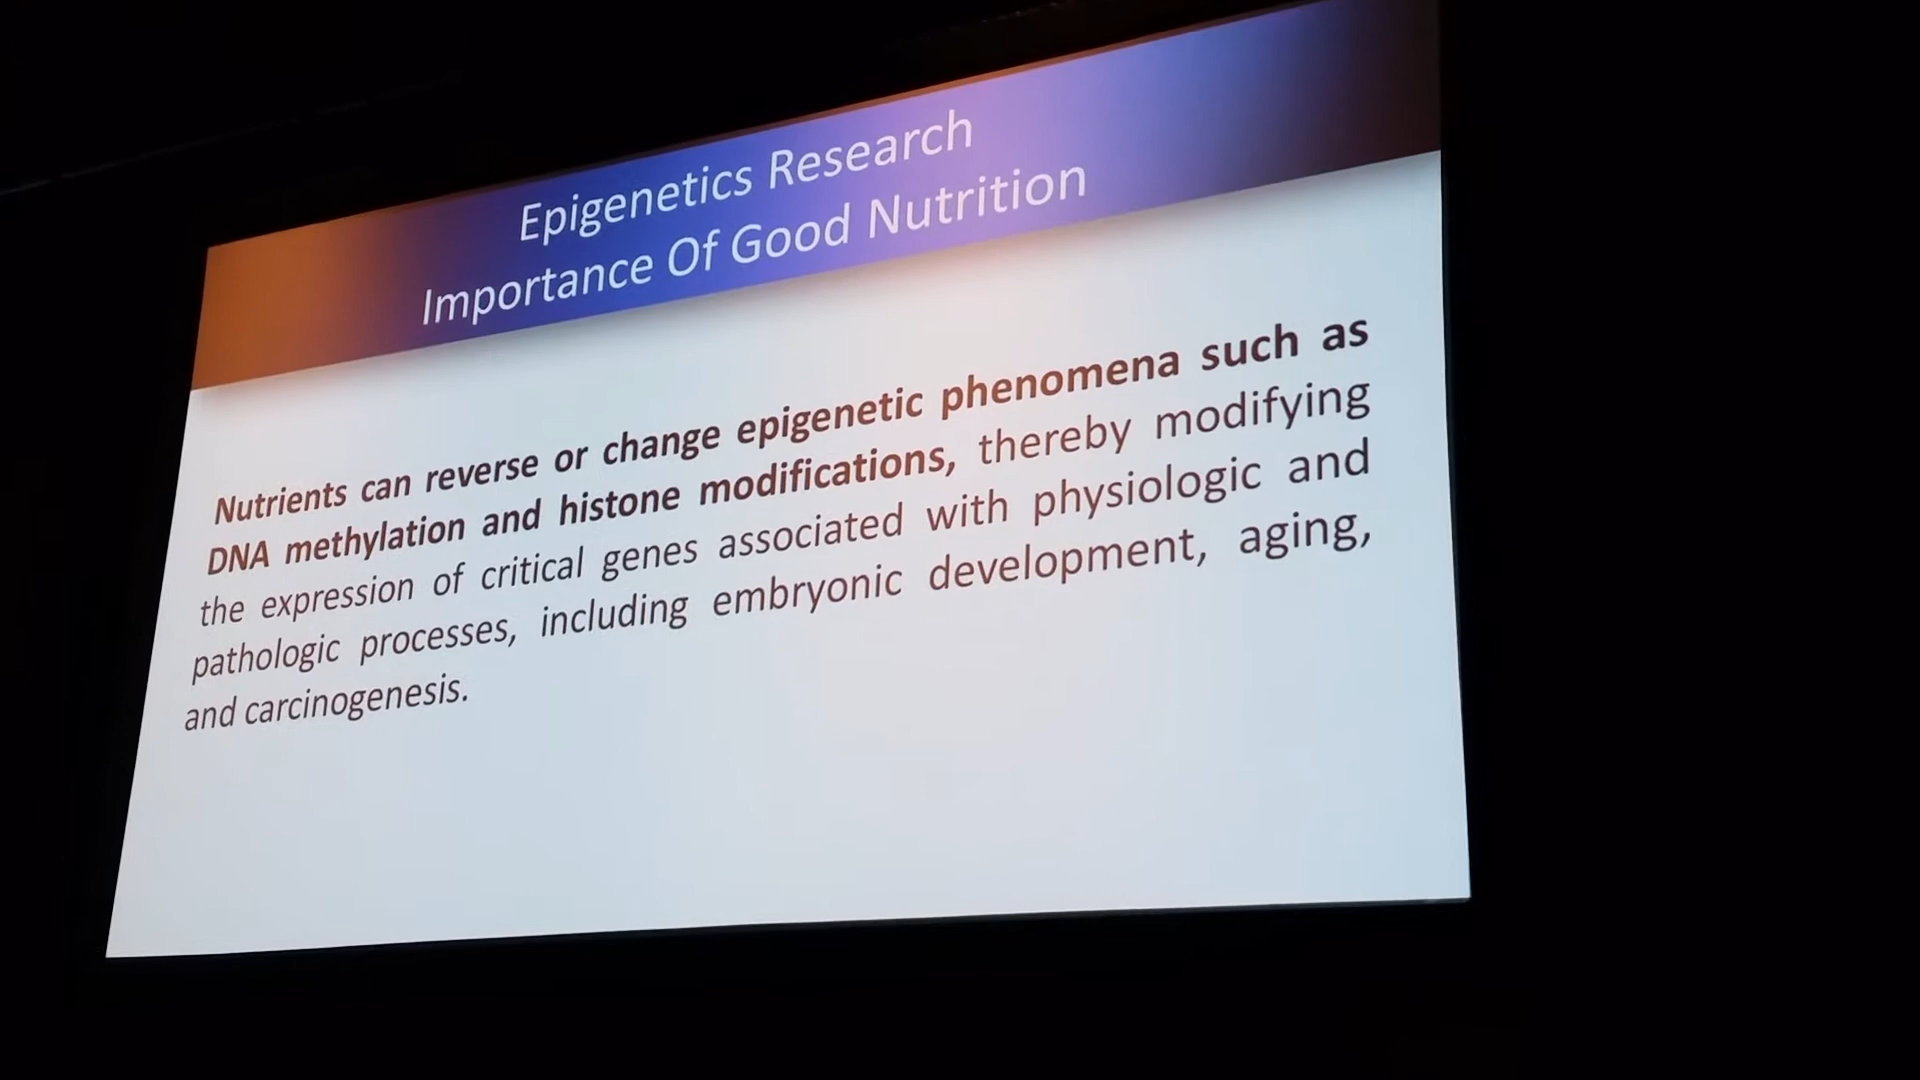 Epigenetics Research
Importance Of Good Nutrition
Nutrients can reverse or change epigenetic phenomena such as
DNA methylation and histone modifications, thereby modifying
the expression of critical genes associated with physiologic and
pathologic processes, including embryonic development, aging,
and carcinogenesis.